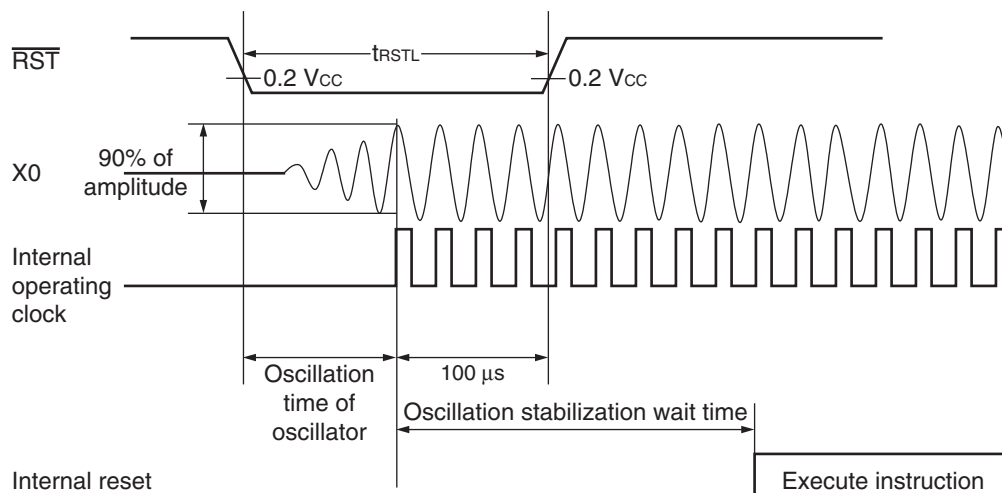 RST
tRSTL
0.2 VCC
0.2 VCC
X0
90% of
amplitude
Internal
operating
clock
Oscillation
time of
oscillator
100 μs
Oscillation stabilization wait time
Internal reset
Execute instruction